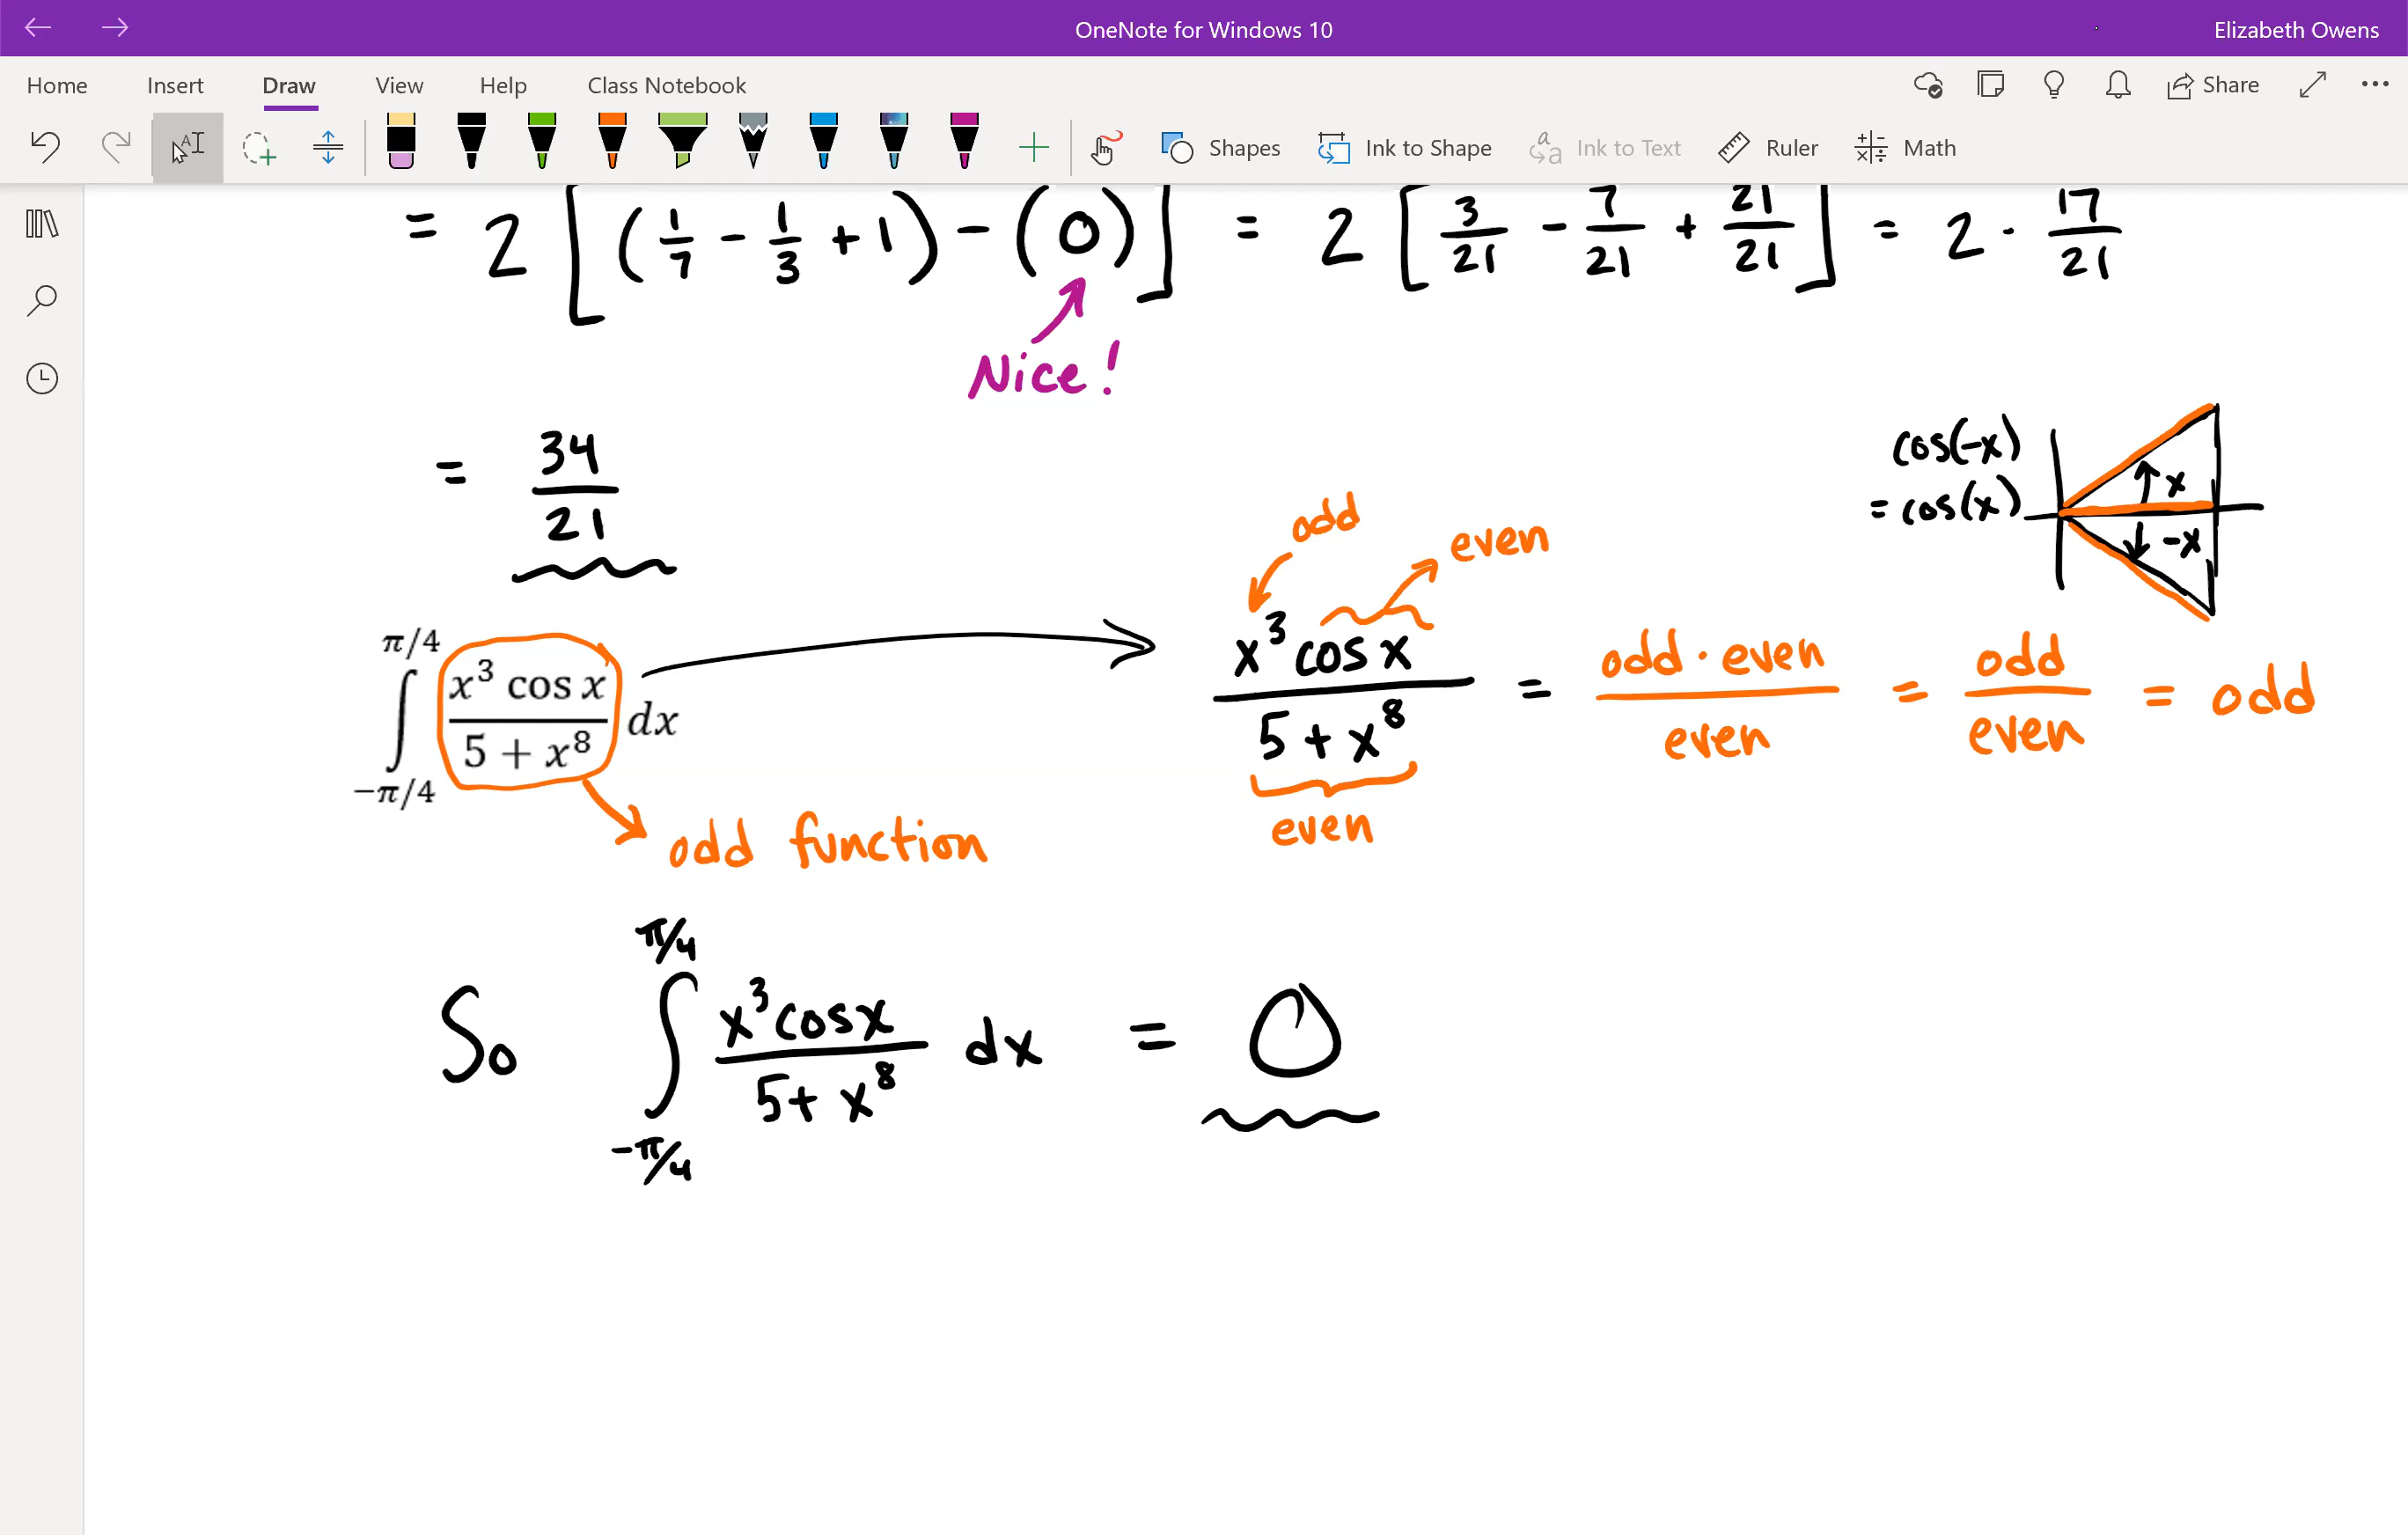 OneNote for Windows 10
Elizabeth Owens
Home Insert Draw View Help Class Notebook Share
Shapes Ink to Shape Ink to Text Ruler Math
= 2 [(1/7 - 1/3 + 1) - (0)] = 2 [3/21 - 7/21 + 21/21] = 2 · 17/21
Nice!
= 34/21
cos(-x)
= cos(x)
x
-x
odd
even
x³ cos x / 5 + x⁸ = odd · even / even = odd / even = odd
even
∫_{-π/4}^{π/4} x³ cos x / 5 + x⁸ dx
odd function
So ∫_{-π/4}^{π/4} x³ cos x / 5 + x⁸ dx = 0